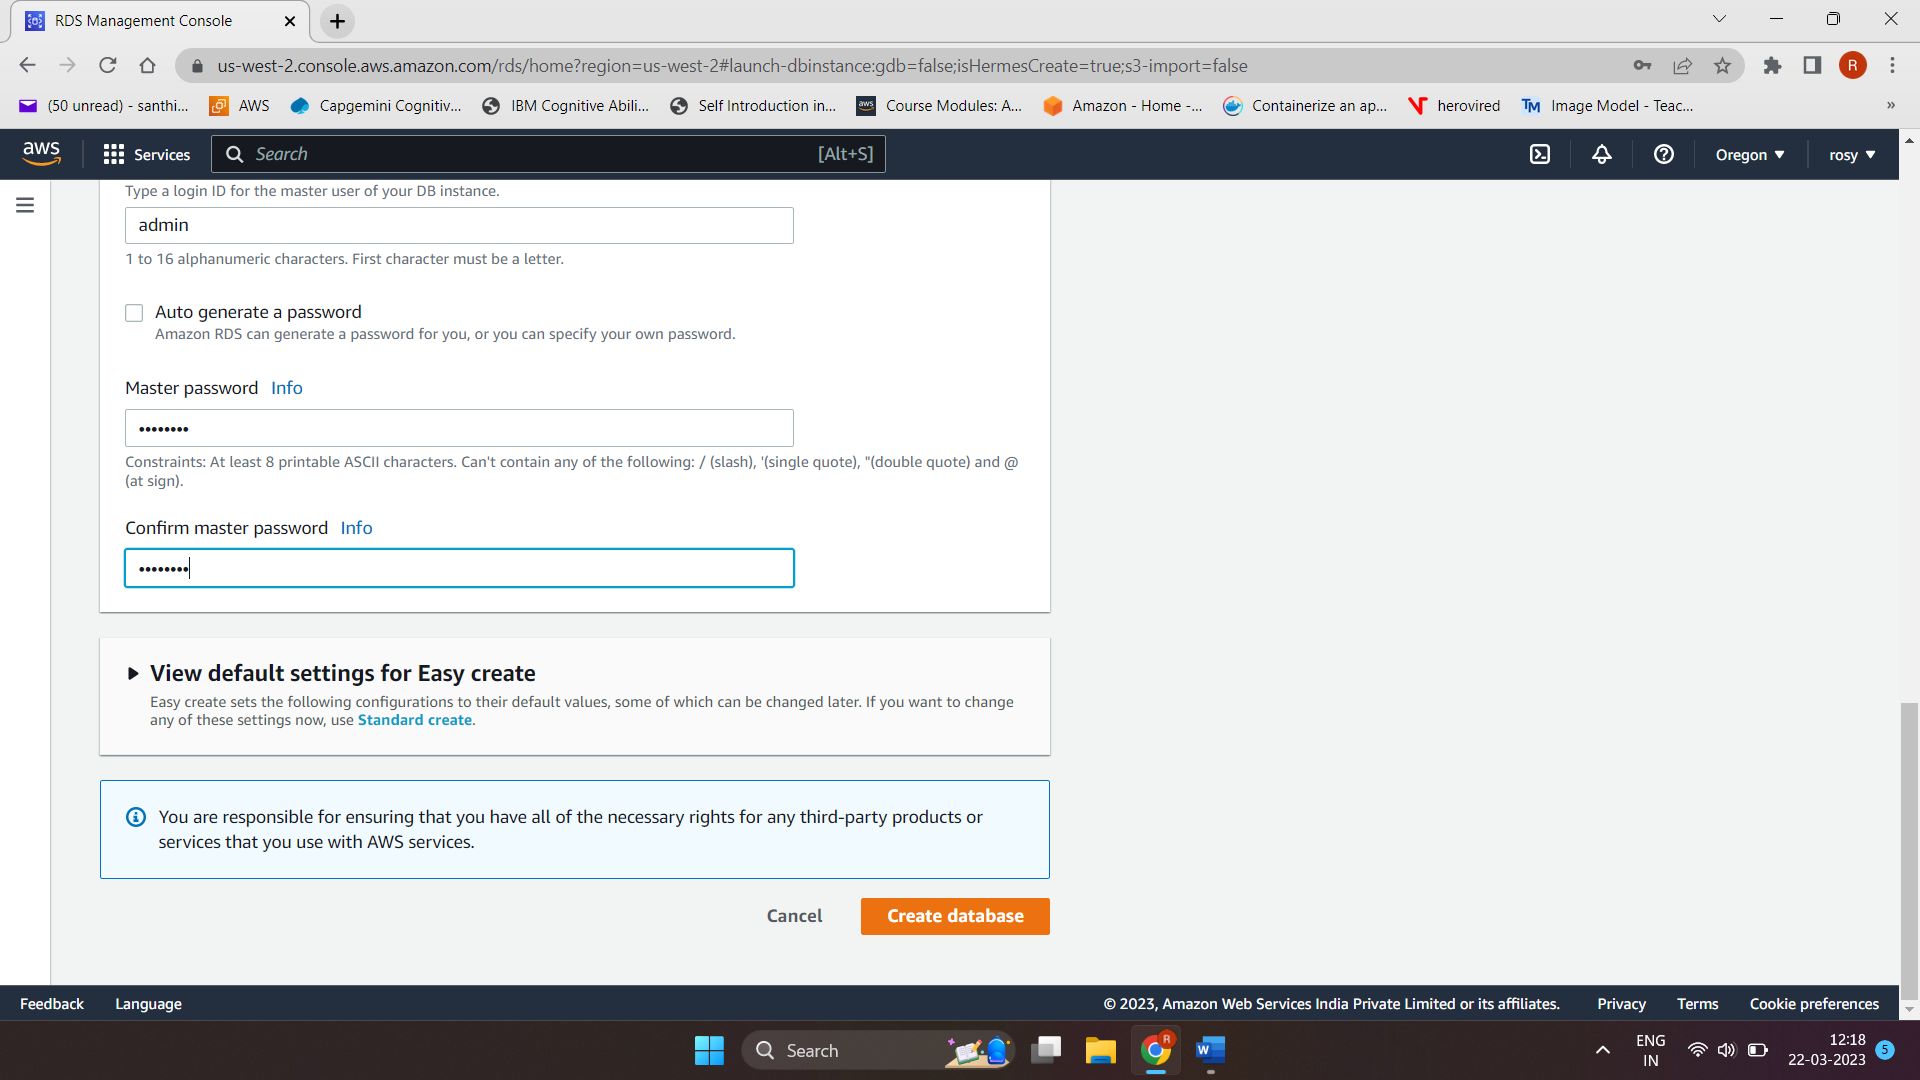 RDS Management Console
us-west-2.console.aws.amazon.com/rds/home?region=us-west-2#launch-dbinstance:gdb=false;isHermesCreate=true;s3-import=false
R
(50 unread) - santhi...
AWS
Capgemini Cognitiv...
IBM Cognitive Abili...
Self Introduction in...
aws
Course Modules: A...
Amazon - Home -...
Containerize an ap...
herovired
TM
Image Model - Teac...
»
aws
Services
Search
[Alt+S]
Oregon
rosy
Type a login ID for the master user of your DB instance.
admin
1 to 16 alphanumeric characters. First character must be a letter.
Auto generate a password
Amazon RDS can generate a password for you, or you can specify your own password.
Master password Info
••••••••
Constraints: At least 8 printable ASCII characters. Can't contain any of the following: / (slash), '(single quote), "(double quote) and @
(at sign).
Confirm master password Info
••••••••
View default settings for Easy create
Easy create sets the following configurations to their default values, some of which can be changed later. If you want to change
any of these settings now, use Standard create.
You are responsible for ensuring that you have all of the necessary rights for any third-party products or
services that you use with AWS services.
Cancel
Create database
Feedback
Language
© 2023, Amazon Web Services India Private Limited or its affiliates.
Privacy
Terms
Cookie preferences
Search
R
W
ENG
IN
12:18
22-03-2023
5